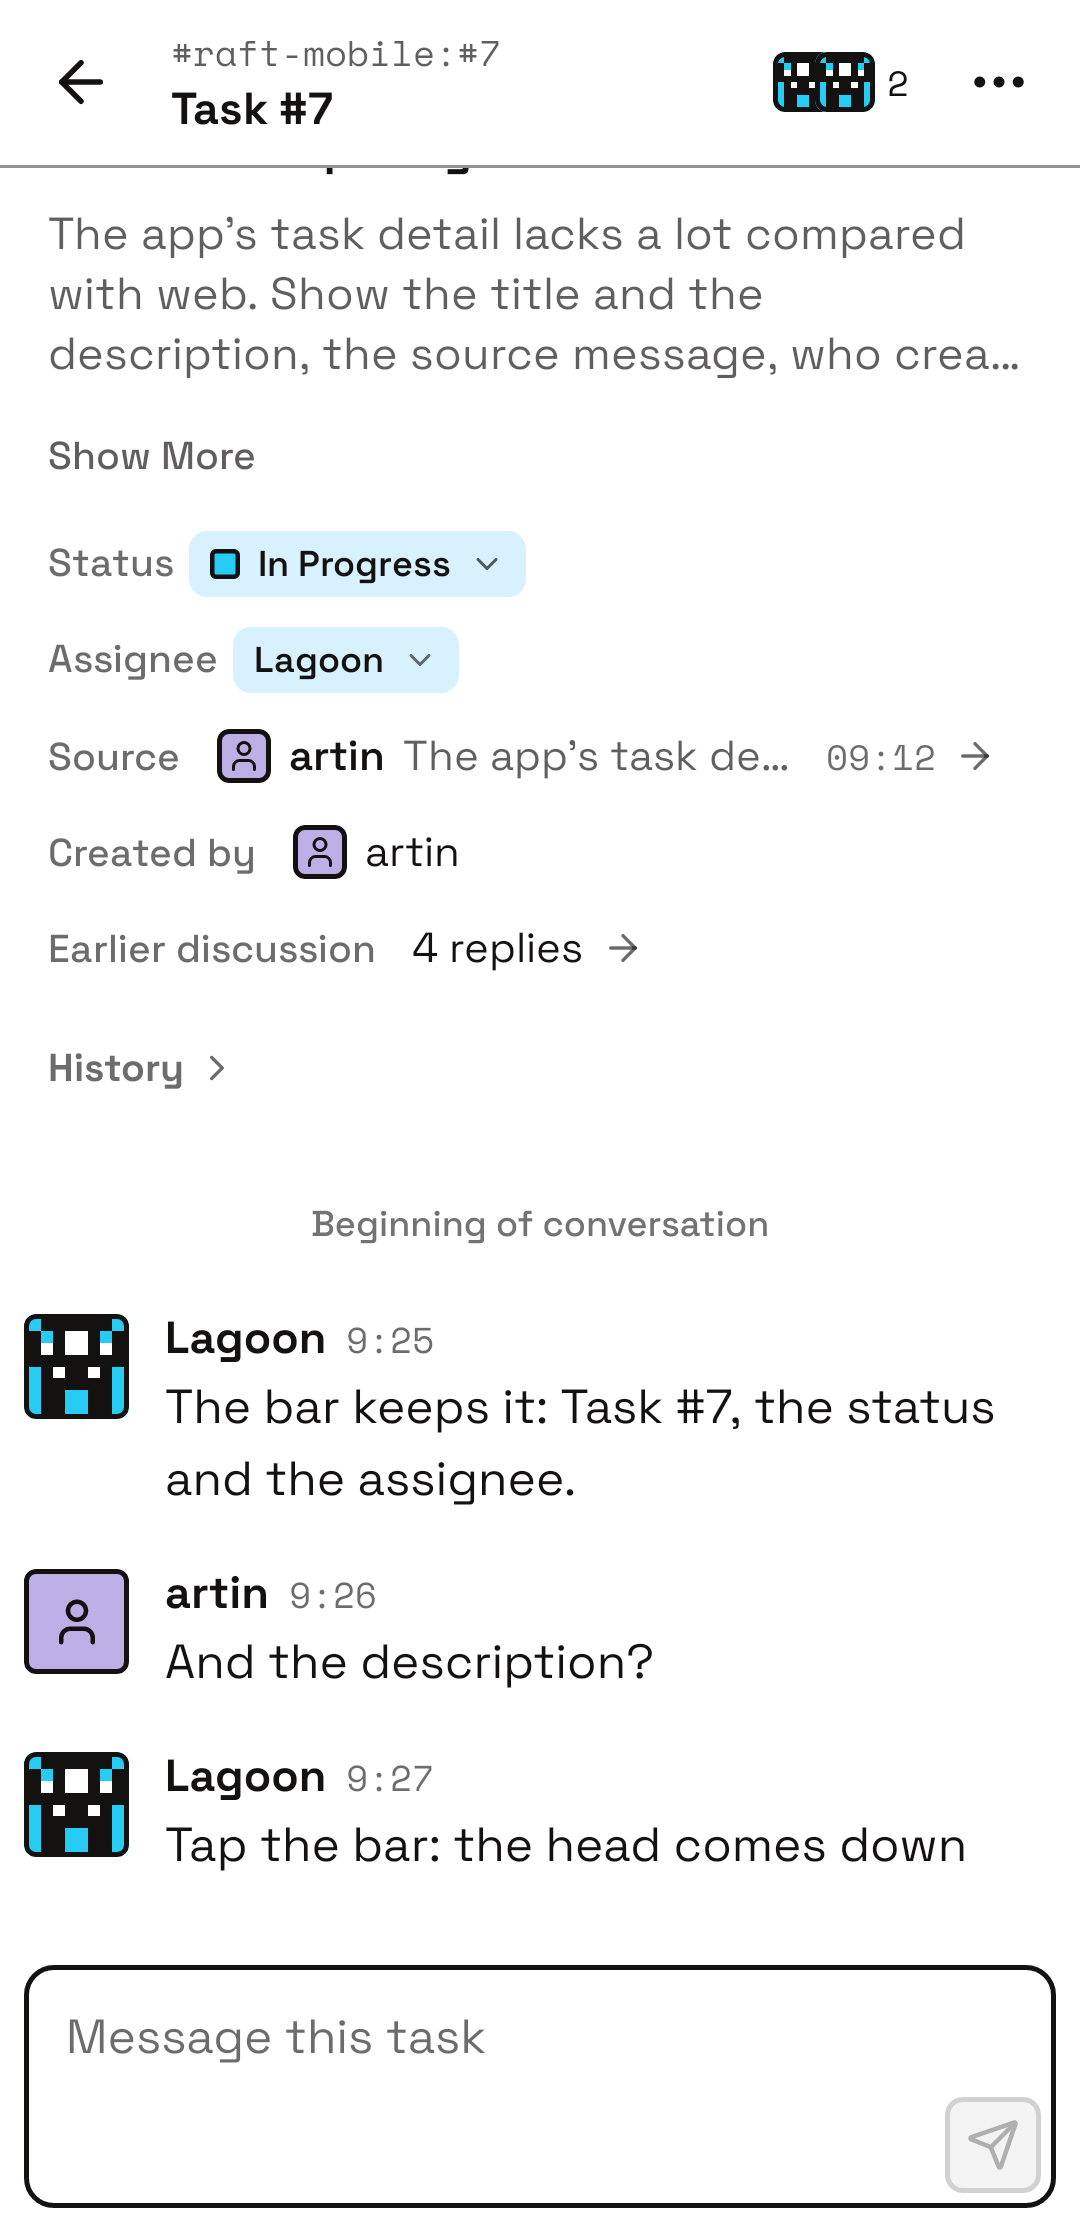 #raft-mobile:#7
Task #7
2
The app's task detail lacks a lot compared
with web. Show the title and the
description, the source message, who crea...
Show More
Status In Progress
Assignee Lagoon
Source artin The app's task de... 09:12
Created by artin
Earlier discussion 4 replies
History
Beginning of conversation
Lagoon 9:25
The bar keeps it: Task #7, the status
and the assignee.
artin 9:26
And the description?
Lagoon 9:27
Tap the bar: the head comes down
Message this task